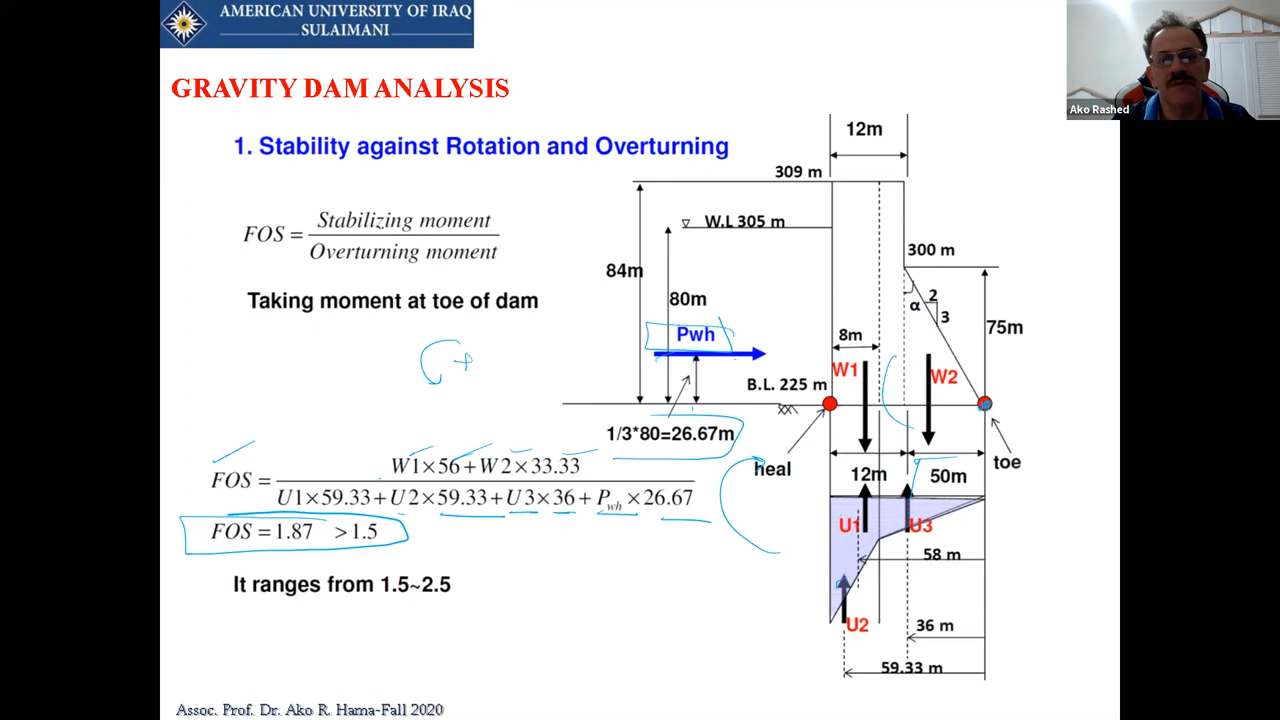 AMERICAN UNIVERSITY OF IRAQ
SULAIMANI
Ako Rashed
GRAVITY DAM ANALYSIS
1. Stability against Rotation and Overturning
FOS = Stabilizing moment
Overturning moment
Taking moment at toe of dam
+
12m
309 m
W.L 305 m
300 m
84m
80m
α
2
3
75m
Pwh
8m
W1
W2
B.L. 225 m
1/3*80=26.67m
heal
toe
12m
50m
FOS = W1×56+W2×33.33
U1×59.33+U2×59.33+U3×36+Pwh×26.67
FOS = 1.87 >1.5
It ranges from 1.5~2.5
U1
U3
58 m
U2
36 m
59.33 m
Assoc. Prof. Dr. Ako R. Hama-Fall 2020